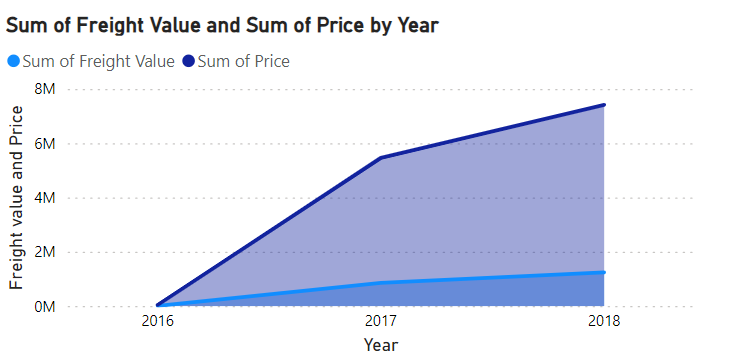 Sum of Freight Value and Sum of Price by Year
Sum of Freight Value Sum of Price
8M
6M
4M
2M
0M
Freight value and Price
2016 2017 2018
Year